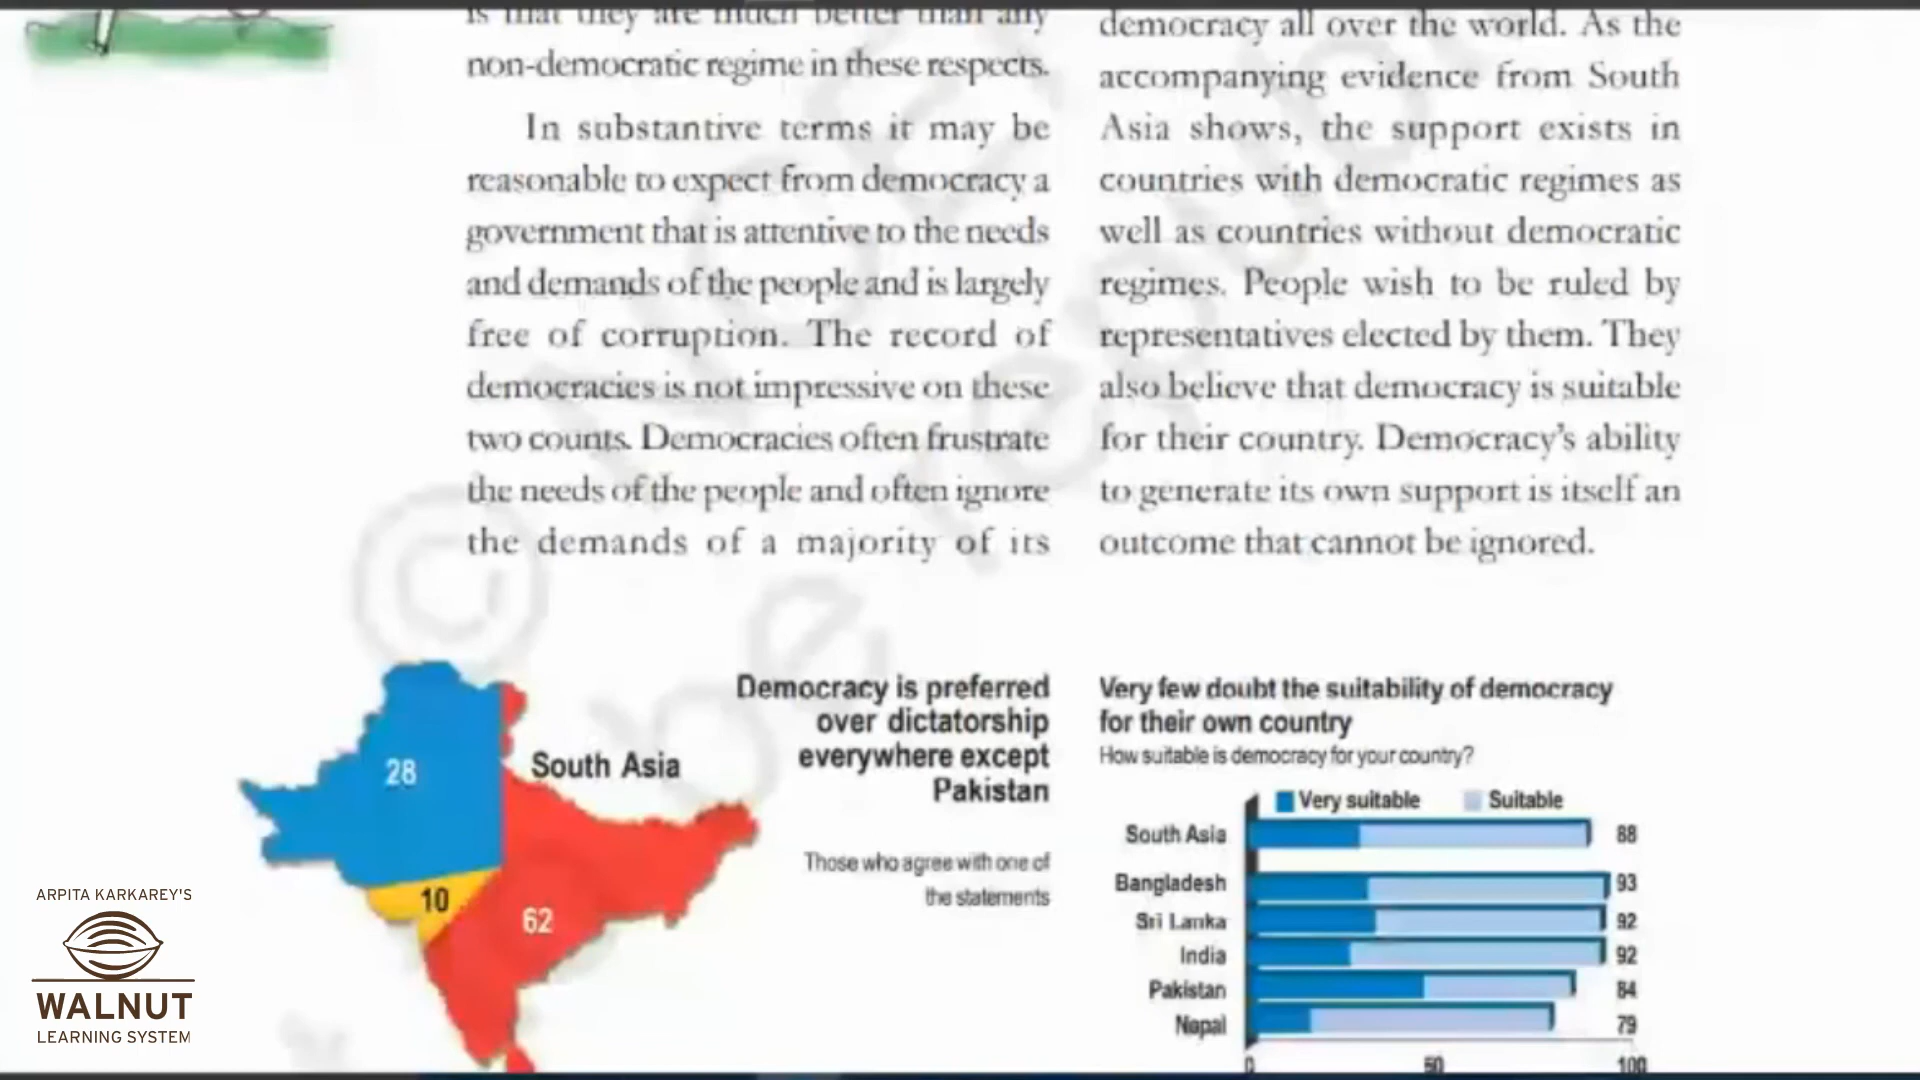 is that they are much better than any
non-democratic regime in these respects.
In substantive terms it may be
reasonable to expect from democracy a
government that is attentive to the needs
and demands of the people and is largely
free of corruption. The record of
democracies is not impressive on these
two counts. Democracies often frustrate
the needs of the people and often ignore
the demands of a majority of its
democracy all over the world. As the
accompanying evidence from South
Asia shows, the support exists in
countries with democratic regimes as
well as countries without democratic
regimes. People wish to be ruled by
representatives elected by them. They
also believe that democracy is suitable
for their country. Democracy's ability
to generate its own support is itself an
outcome that cannot be ignored.
28
10
62
South Asia
Democracy is preferred
over dictatorship
everywhere except
Pakistan
Those who agree with one of
the statements
Very few doubt the suitability of democracy
for their own country
How suitable is democracy for your country?
Very suitable Suitable
South Asia 88
Bangladesh 93
Sri Lanka 92
India 92
Pakistan 84
Nepal 79
0 50 100
ARPITA KARKAREY'S
WALNUT
LEARNING SYSTEM